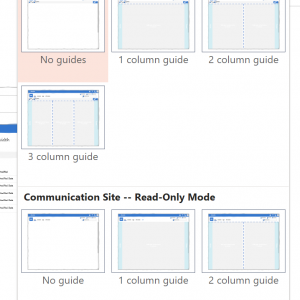 No guides
1 column guide
2 column guide
3 column guide
Communication Site -- Read-Only Mode
No guide
1 column guide
2 column guide